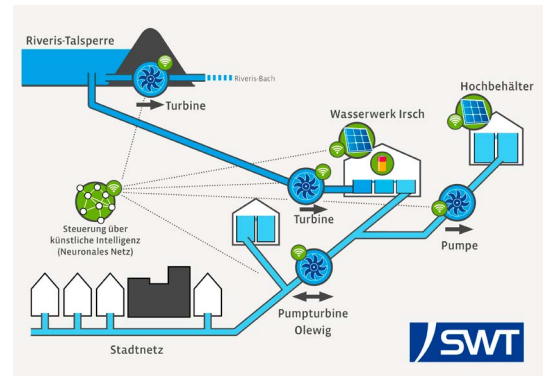 Riveris-Talsperre
Riveris-Bach
Turbine
Hochbehälter
Wasserwerk Irsch
Steuerung über
künstliche Intelligenz
(Neuronales Netz)
Turbine
Pumpe
Pumpturbine
Olewig
Stadtnetz
SWT